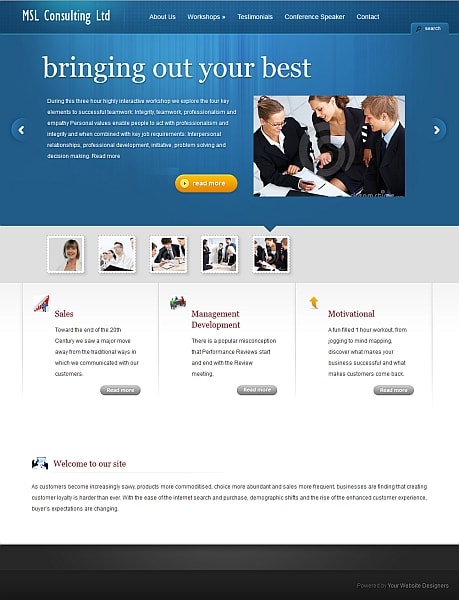 MSL Consulting Ltd
About Us Workshops » Testimonials Conference Speaker Contact
search
bringing out your best
During this three hour highly interactive workshop we explore the four key
elements to successful teamwork: Integrity, teamwork, professionalism and
empathy Personal values enable people to act with professionalism and
integrity and when combined with key job requirements: Interpersonal
relationships, professional development, initiative, problem solving and
decision making. Read more
read more
Sales
Toward the end of the 20th
Century we saw a major move
away from the traditional ways in
which we communicated with our
customers.
Read more
Management
Development
There is a popular misconception
that Performance Reviews start
and end with the Review
meeting.
Read more
Motivational
A fun filled 1 hour workout, from
jogging to mind mapping,
discover what makes your
business successful and what
makes customers come back.
Read more
Welcome to our site
As customers become increasingly savvy, products more commoditised, choice more abundant and sales more frequent, businesses are finding that creating
customer loyalty is harder than ever. With the ease of the internet search and purchase, demographic shifts and the rise of the enhanced customer experience,
buyer's expectations are changing.
Powered by Your Website Designers